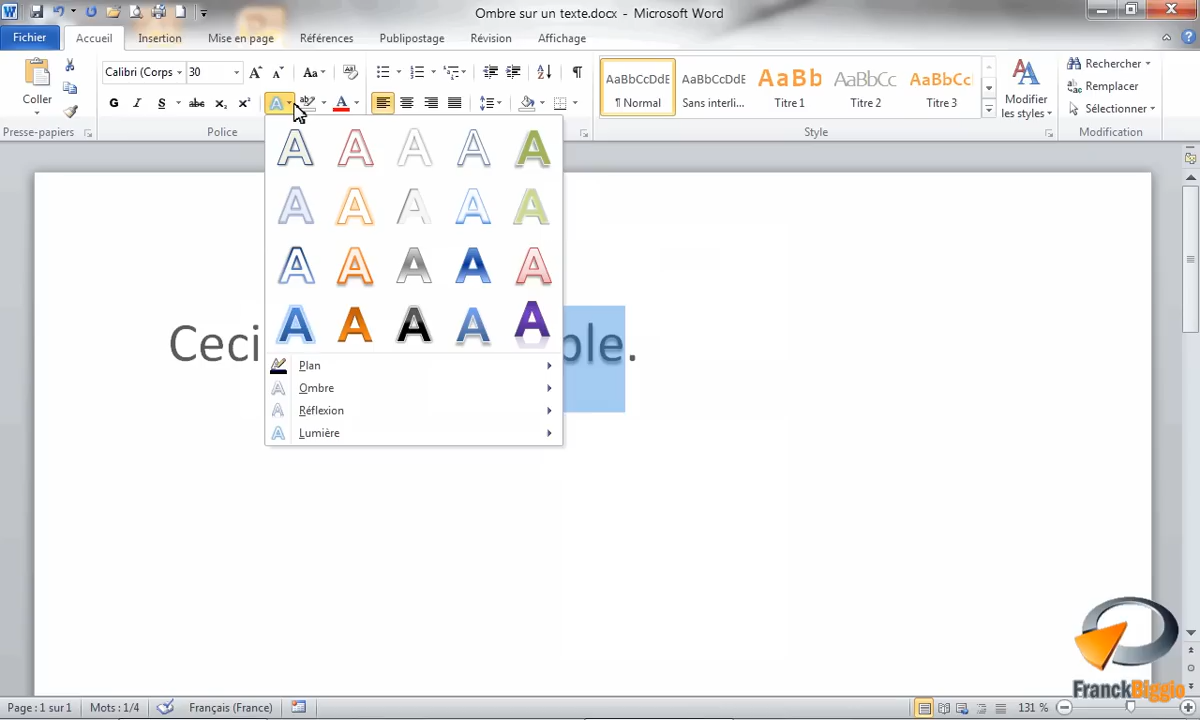 Ombre sur un texte.docx - Microsoft Word
Fichier Accueil Insertion Mise en page Références Publipostage Révision Affichage
Coller
Presse-papiers
Calibri (Corps 30
Aa
G I S abc x₂ x²
Police
AaBbCcDdE AaBbCcDdE AaBb AaBbCc AaBbCc
¶ Normal Sans interli... Titre 1 Titre 2 Titre 3
Style
Modifier
les styles
Rechercher
Remplacer
Sélectionner
Modification
Plan
Ombre
Réflexion
Lumière
Ceci ble.
FranckBiggio
Page : 1 sur 1 Mots : 1/4 Français (France) 131 %